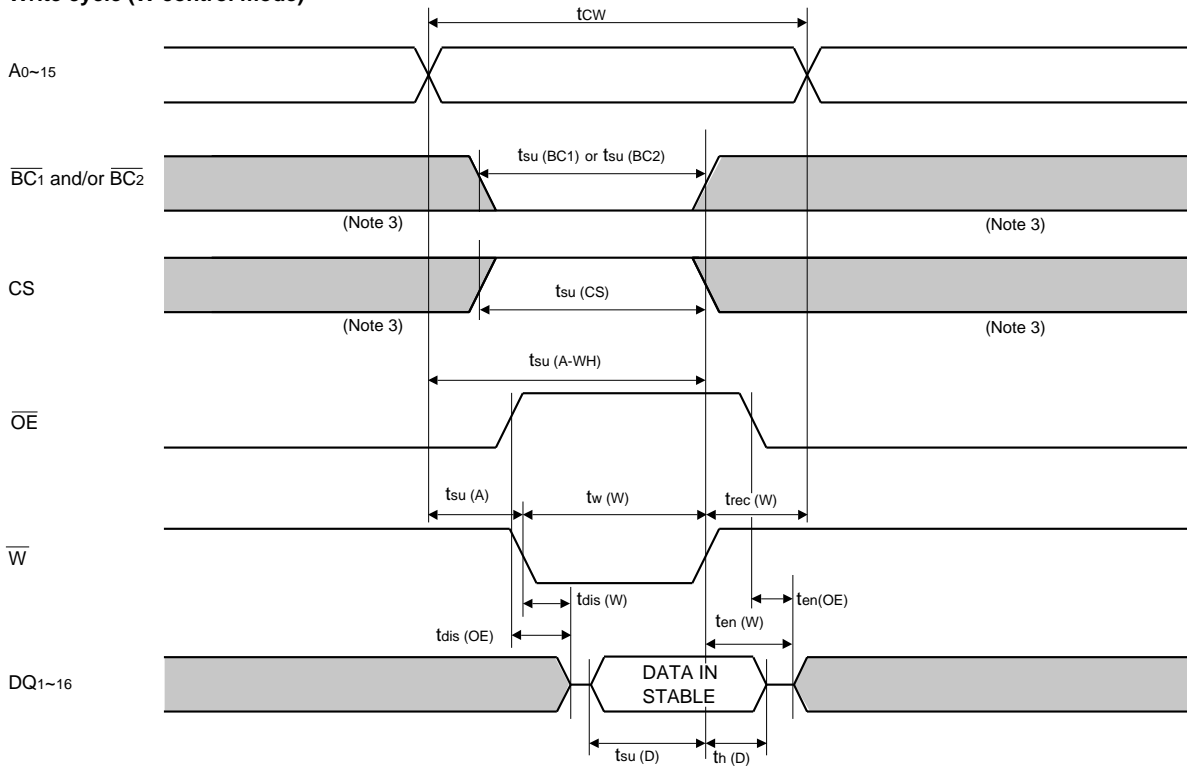 Write cycle (W control mode)
tCW
A0~15
tsu (BC1) or tsu (BC2)
BC1 and/or BC2
(Note 3)
(Note 3)
CS
tsu (CS)
(Note 3)
(Note 3)
tsu (A-WH)
OE
tsu (A)
tw (W)
trec (W)
W
tdis (W)
ten(OE)
ten (W)
tdis (OE)
DQ1~16
DATA IN
STABLE
tsu (D)
th (D)